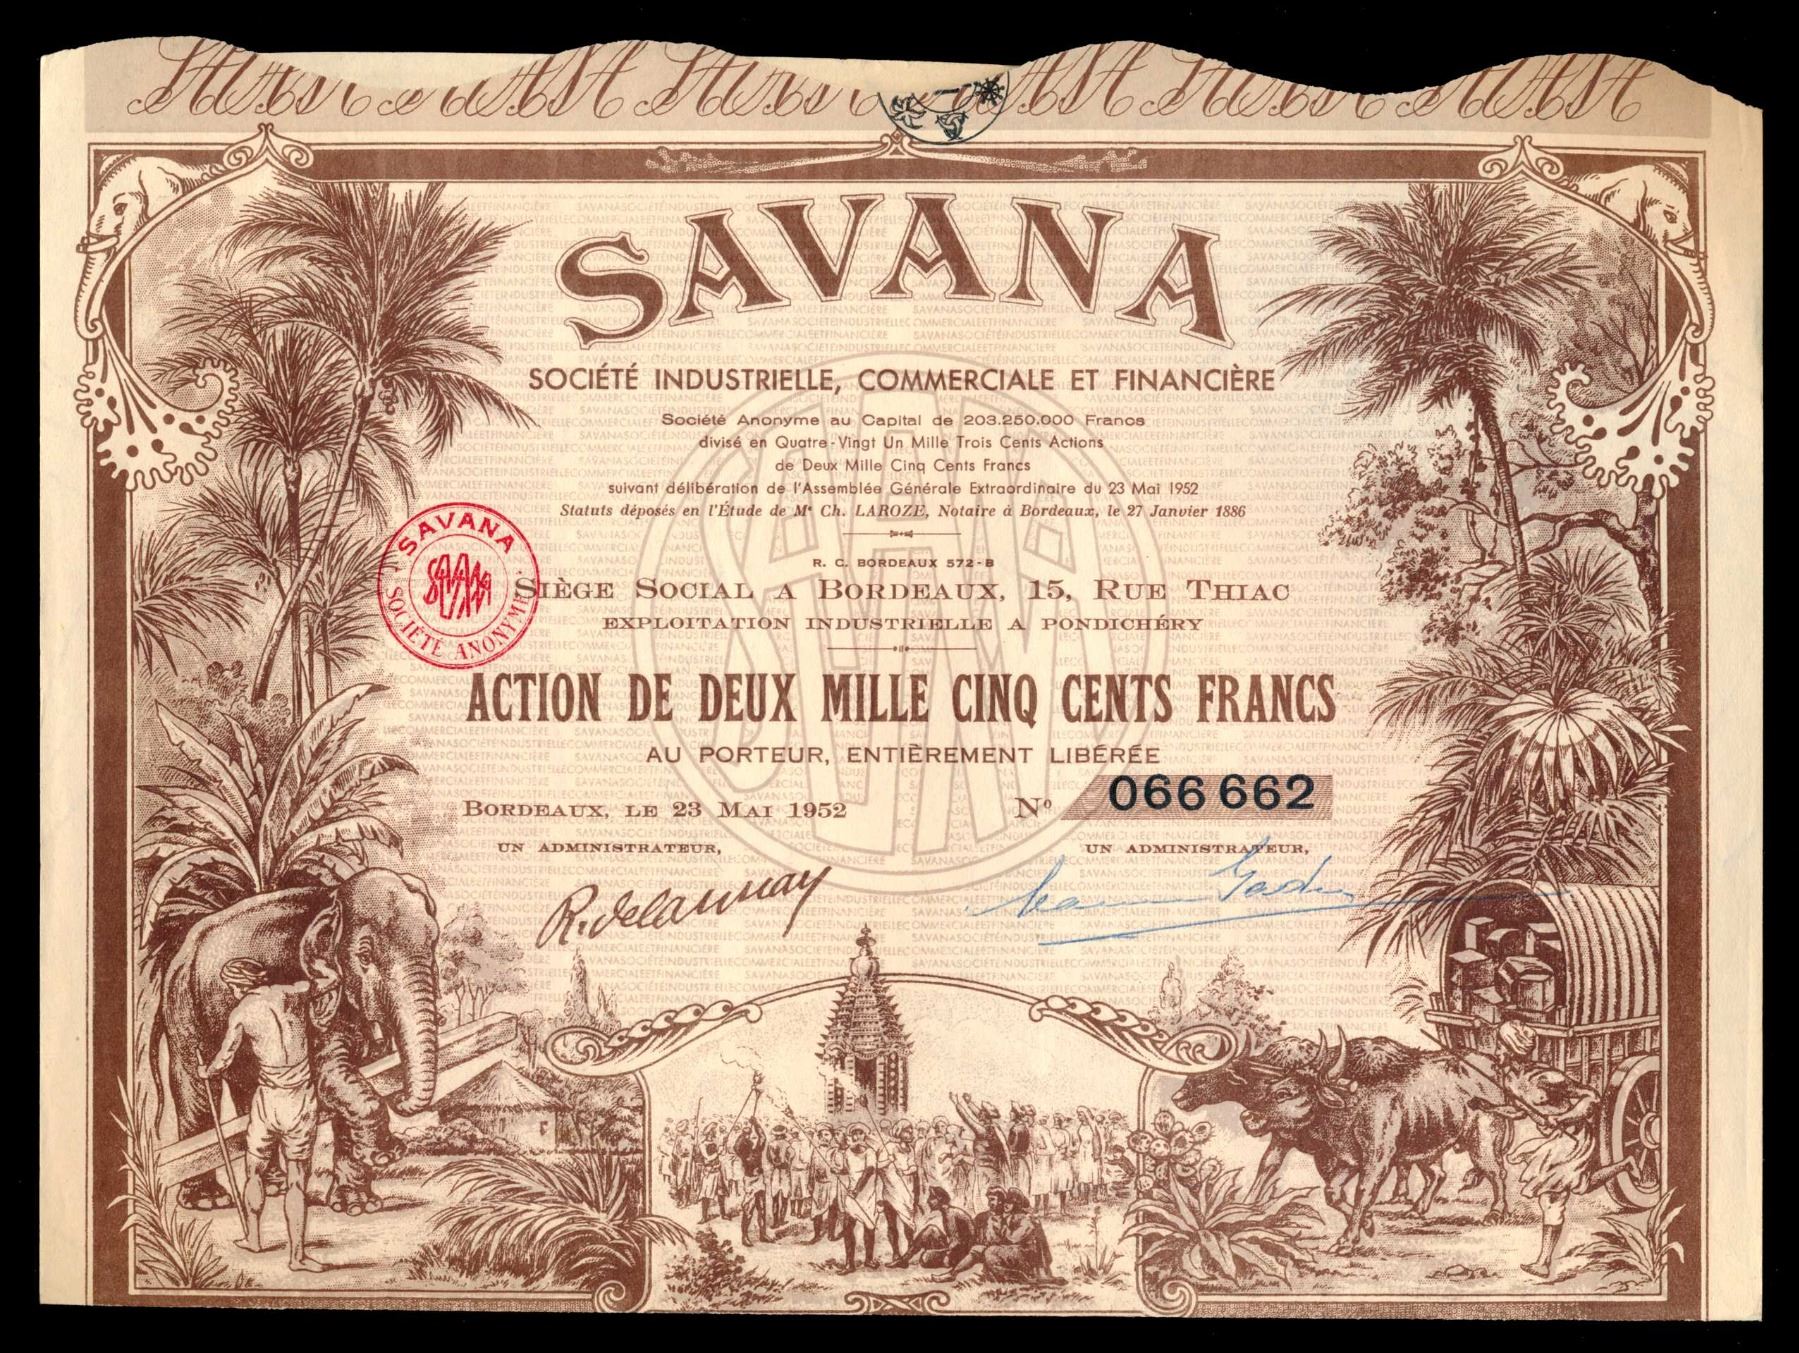 SAVANA
SOCIÉTÉ INDUSTRIELLE, COMMERCIALE ET FINANCIÈRE
Société Anonyme au Capital de 203.250.000 Francs
divisé en Quatre-Vingt Un Mille Trois Cents Actions
de Deux Mille Cinq Cents Francs
suivant délibération de l'Assemblée Générale Extraordinaire du 23 Mai 1952
Statuts déposés en l'Étude de Me Ch. LAROZE, Notaire à Bordeaux, le 27 Janvier 1886
R. C. BORDEAUX 572-B
SIÈGE SOCIAL A BORDEAUX, 15, RUE THIAC
EXPLOITATION INDUSTRIELLE A PONDICHÉRY
SAVANA
SAVANA
SOCIÉTÉ ANONYME
ACTION DE DEUX MILLE CINQ CENTS FRANCS
AU PORTEUR, ENTIÈREMENT LIBÉRÉE
BORDEAUX, LE 23 MAI 1952
No 066 662
UN ADMINISTRATEUR,
UN ADMINISTRATEUR,
R. delaunay